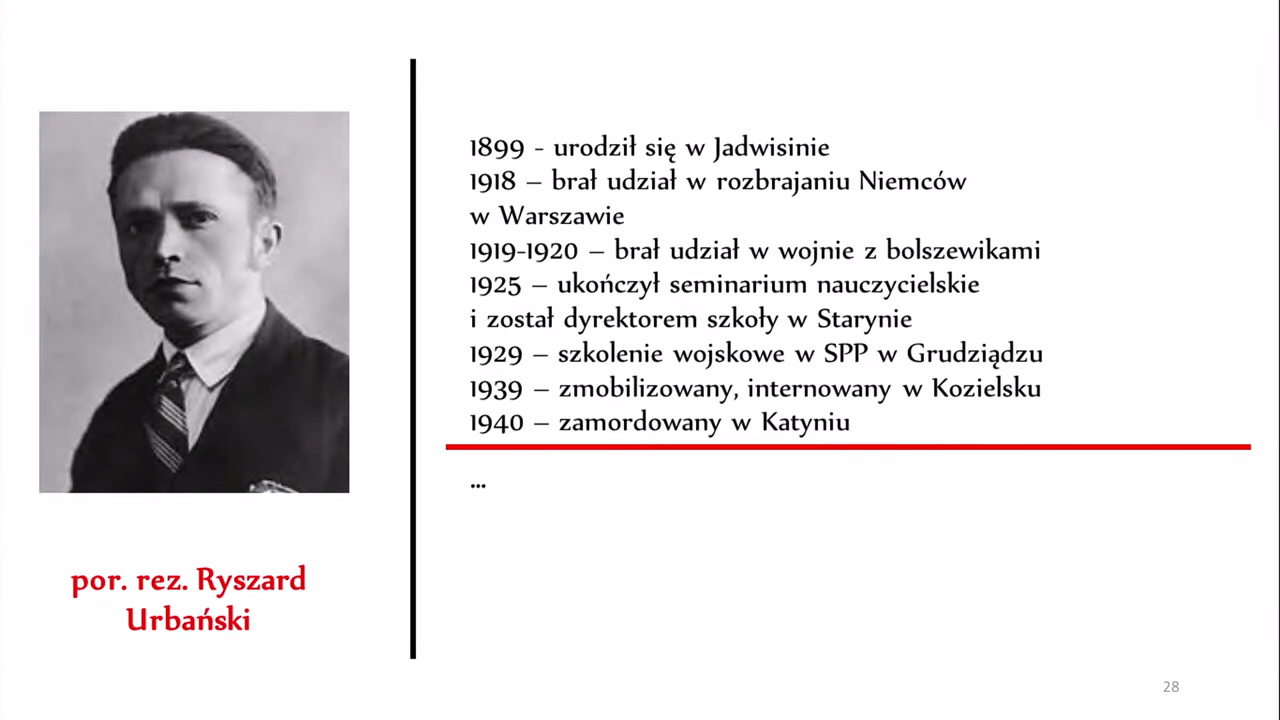 1899 - urodził się w Jadwisinie
1918 – brał udział w rozbrajaniu Niemców
w Warszawie
1919-1920 – brał udział w wojnie z bolszewikami
1925 – ukończył seminarium nauczycielskie
i został dyrektorem szkoły w Starynie
1929 – szkolenie wojskowe w SPP w Grudziądzu
1939 – zmobilizowany, internowany w Kozielsku
1940 – zamordowany w Katyniu
...
por. rez. Ryszard
Urbański
28